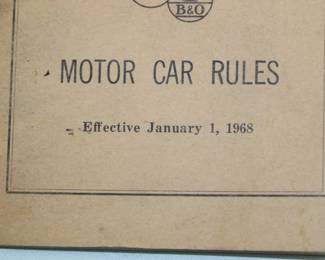 B&O
MOTOR CAR RULES
Effective January 1, 1968